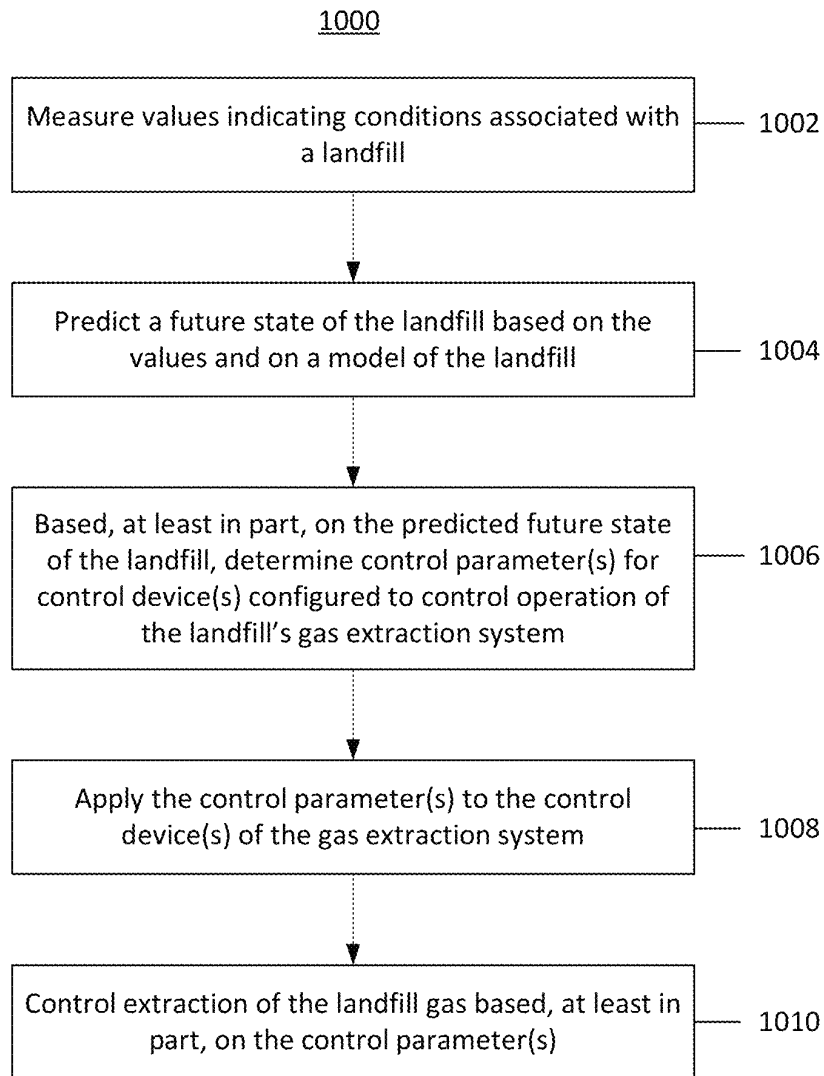 1000
Measure values indicating conditions associated with
a landfill
1002
Predict a future state of the landfill based on the
values and on a model of the landfill
1004
Based, at least in part, on the predicted future state
of the landfill, determine control parameter(s) for
control device(s) configured to control operation of
the landfill's gas extraction system
1006
Apply the control parameter(s) to the control
device(s) of the gas extraction system
1008
Control extraction of the landfill gas based, at least in
part, on the control parameter(s)
1010